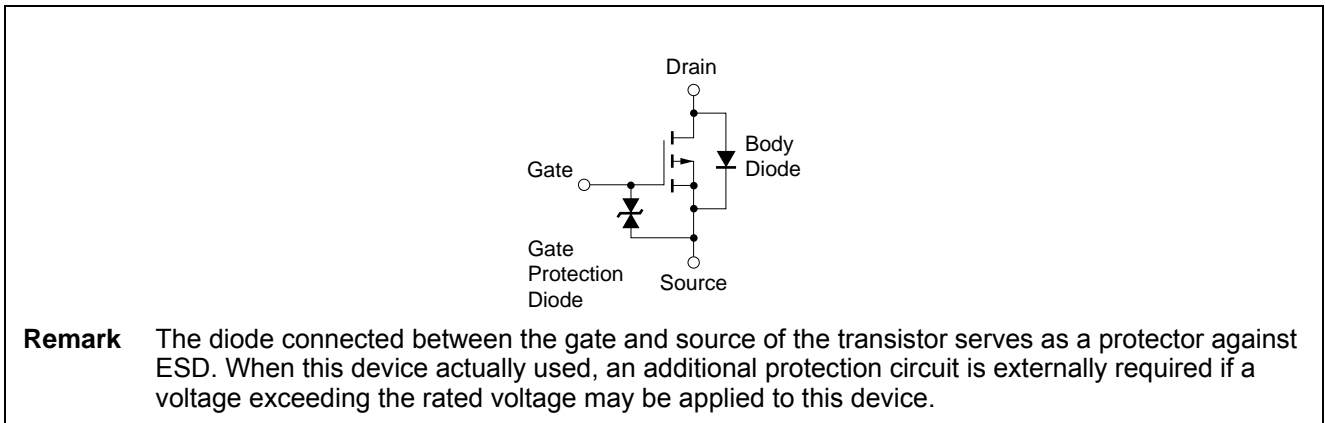 Drain
Body
Diode
Gate
Gate
Protection
Diode
Source
Remark The diode connected between the gate and source of the transistor serves as a protector against
ESD. When this device actually used, an additional protection circuit is externally required if a
voltage exceeding the rated voltage may be applied to this device.